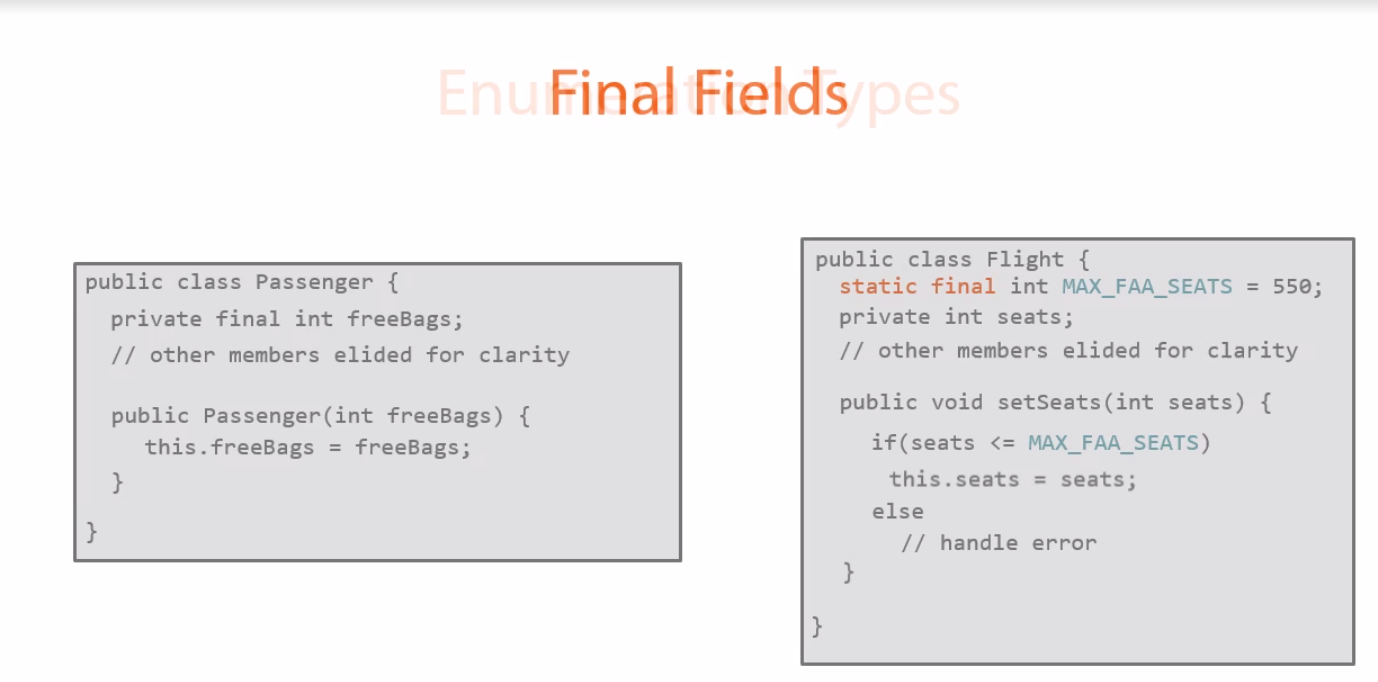 Enumeration Types
Final Fields
public class Passenger {
private final int freeBags;
// other members elided for clarity
public Passenger(int freeBags) {
this.freeBags = freeBags;
}
}
public class Flight {
static final int MAX_FAA_SEATS = 550;
private int seats;
// other members elided for clarity
public void setSeats(int seats) {
if(seats <= MAX_FAA_SEATS)
this.seats = seats;
else
// handle error
}
}